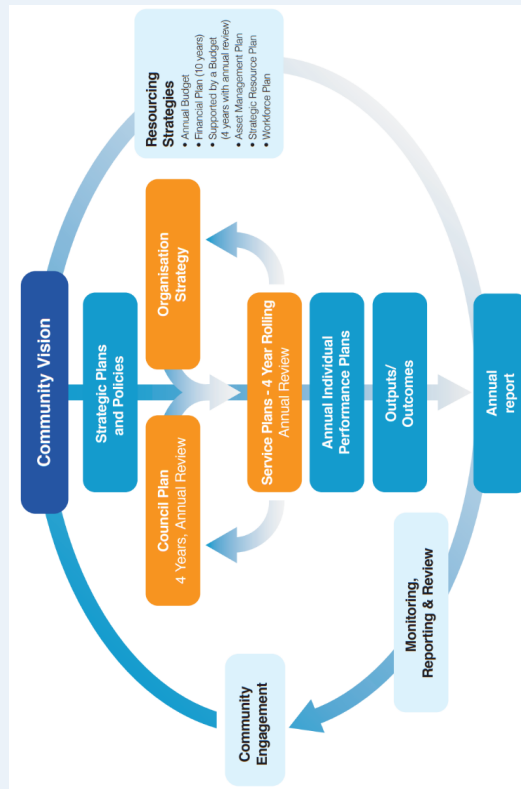 Community Vision
Resourcing
Strategies
• Annual Budget
• Financial Plan (10 years)
• Supported by a Budget
(4 years with annual review)
• Asset Management Plan
• Strategic Resource Plan
• Workforce Plan
Strategic Plans
and Policies
Council Plan
4 Years, Annual Review
Organisation
Strategy
Service Plans - 4 Year Rolling
Annual Review
Annual Individual
Performance Plans
Outputs/
Outcomes
Annual
report
Monitoring,
Reporting & Review
Community
Engagement